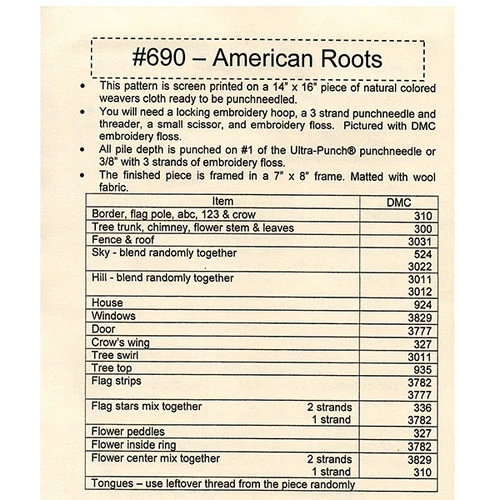 #690 – American Roots
• This pattern is screen printed on a 14" x 16" piece of natural colored
weavers cloth ready to be punchneedled.
• You will need a locking embroidery hoop, a 3 strand punchneedle and
threader, a small scissor, and embroidery floss. Pictured with DMC
embroidery floss.
• All pile depth is punched on #1 of the Ultra-Punch® punchneedle or
3/8" with 3 strands of embroidery floss.
• The finished piece is framed in a 7" x 8" frame. Matted with wool
fabric.
Item DMC
Border, flag pole, abc, 123 & crow 310
Tree trunk, chimney, flower stem & leaves 300
Fence & roof 3031
Sky - blend randomly together 524
3022
Hill - blend randomly together 3011
3012
House 924
Windows 3829
Door 3777
Crow's wing 327
Tree swirl 3011
Tree top 935
Flag strips 3782
3777
Flag stars mix together 2 strands 336
1 strand 3782
Flower peddles 327
Flower inside ring 3782
Flower center mix together 2 strands 3829
1 strand 310
Tongues – use leftover thread from the piece randomly